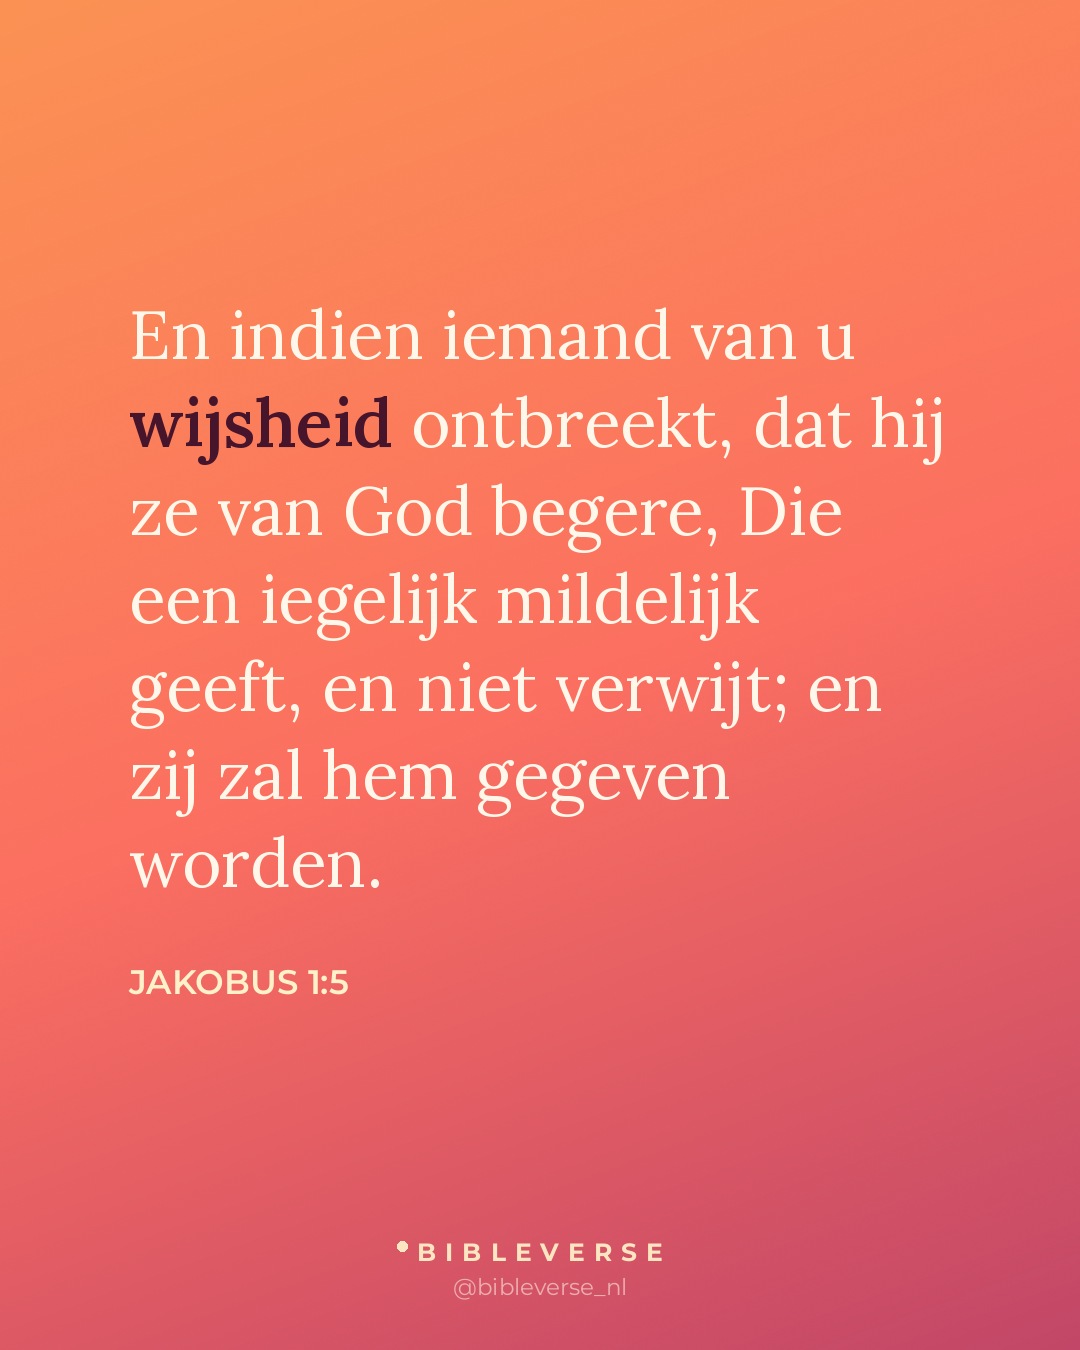 En indien iemand van u
wijsheid ontbreekt, dat hij
ze van God begere, Die
een iegelijk mildelijk
geeft, en niet verwijt; en
zij zal hem gegeven
worden.
JAKOBUS 1:5
BIBLEVERSE
@bibleverse_nl